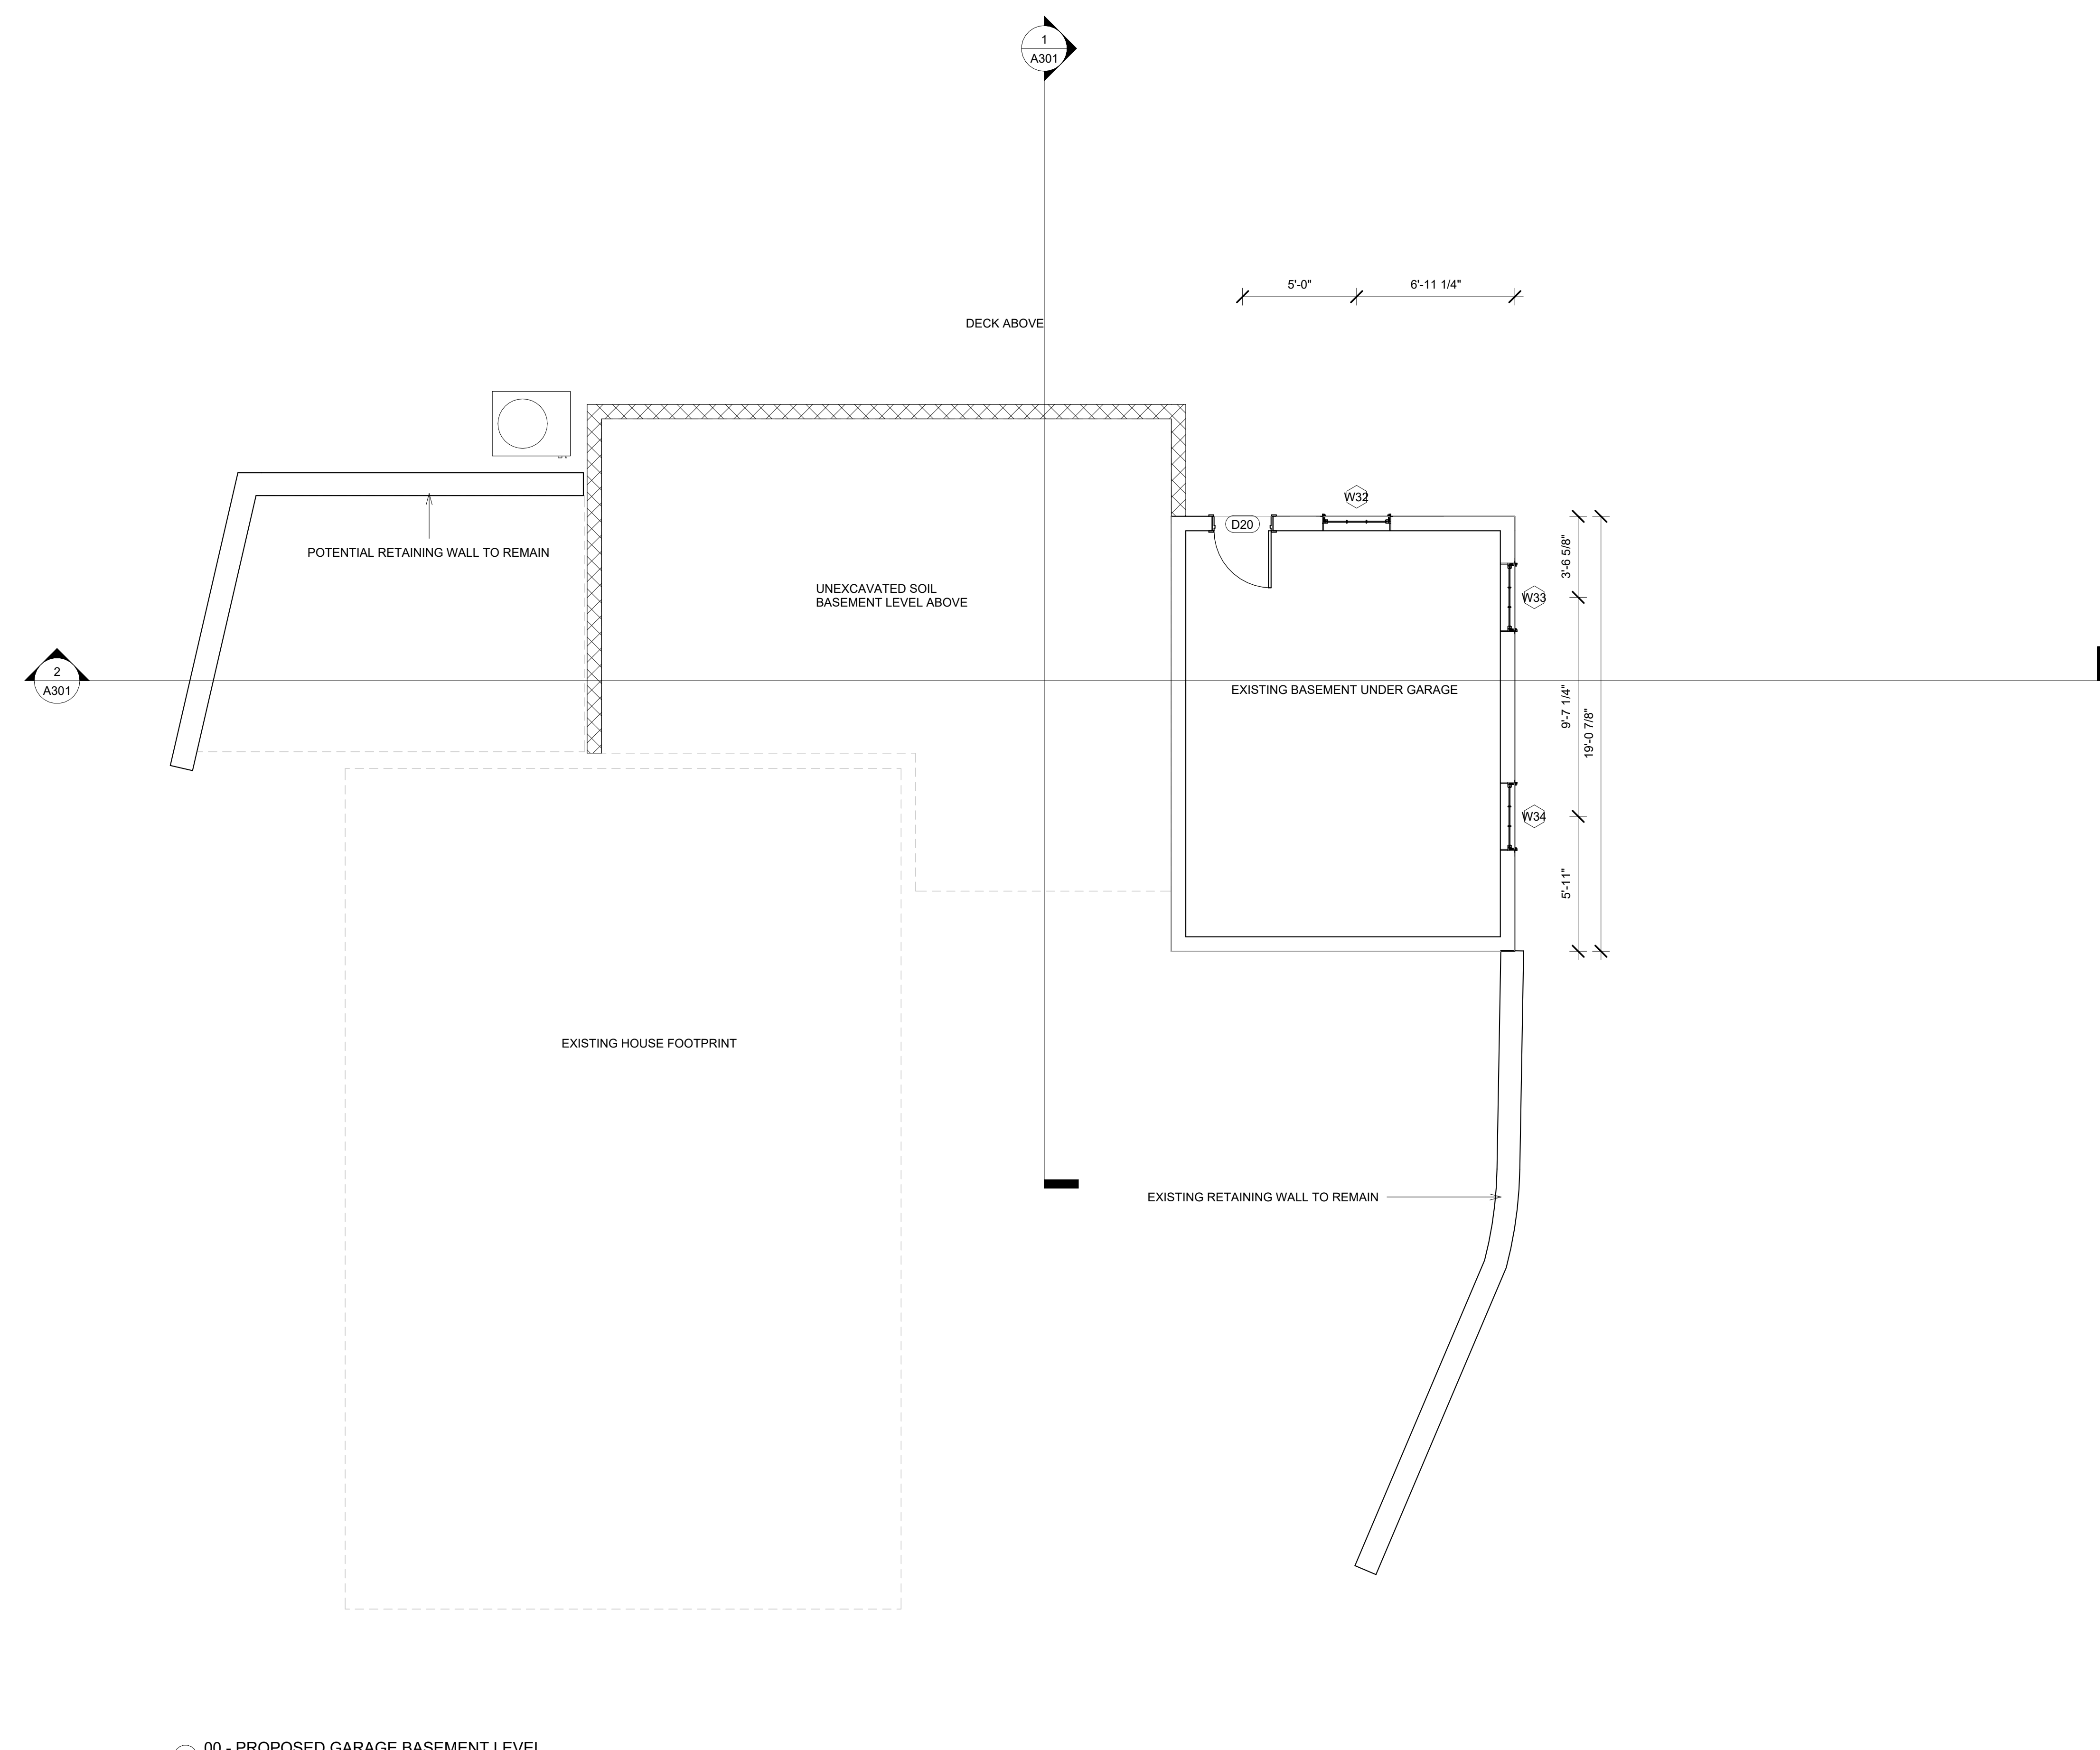 1
A301
5'-0"
6'-11 1/4"
DECK ABOVE
W32
D20
POTENTIAL RETAINING WALL TO REMAIN
3'-6 5/8"
UNEXCAVATED SOIL
BASEMENT LEVEL ABOVE
W33
2
A301
EXISTING BASEMENT UNDER GARAGE
9'-7 1/4"
19'-0 7/8"
W34
5'-11"
EXISTING HOUSE FOOTPRINT
EXISTING RETAINING WALL TO REMAIN
00 - PROPOSED GARAGE BASEMENT LEVEL